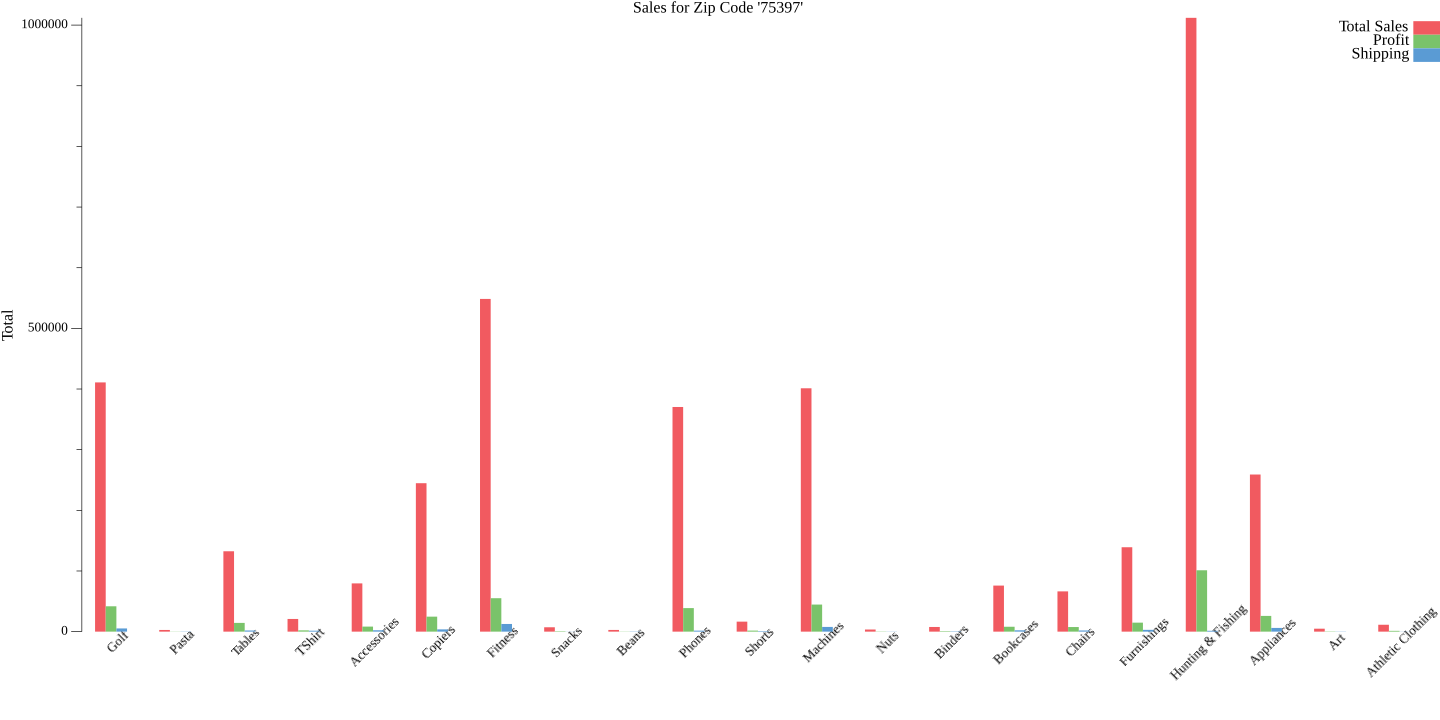 Sales for Zip Code '75397'
Total Sales
Profit
Shipping
Total
1000000
500000
0
Golf
Pasta
Tables
TShirt
Accessories
Copiers
Fitness
Snacks
Beans
Phones
Shorts
Machines
Nuts
Binders
Bookcases
Chairs
Furnishings
Hunting & Fishing
Appliances
Art
Athletic Clothing